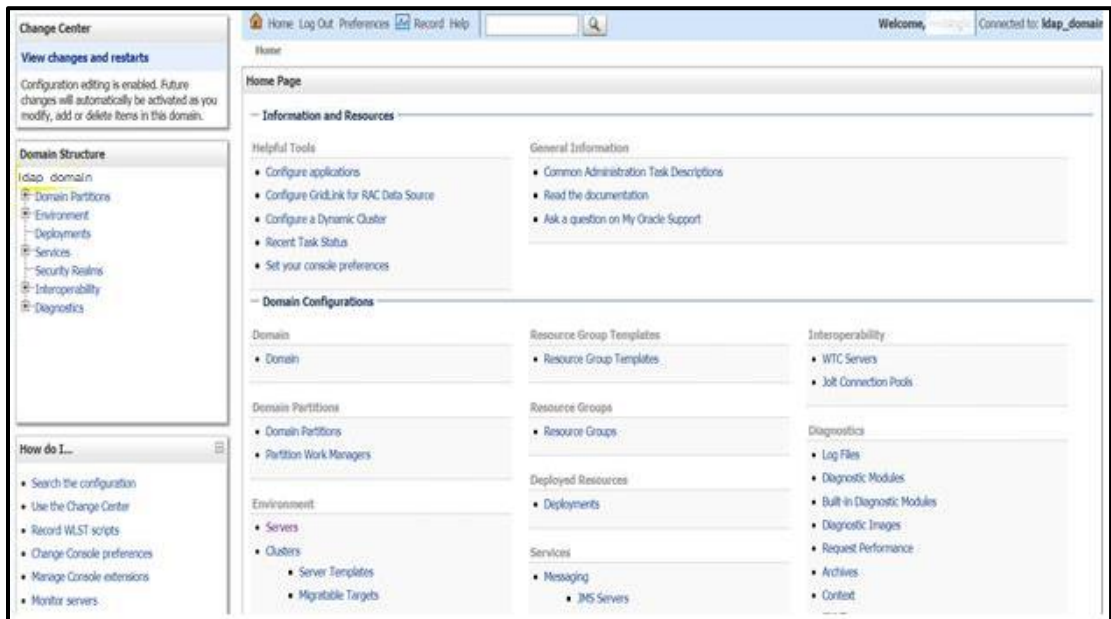 Change Center
View changes and restarts
Configuration editing is enabled. Future
changes will automatically be activated as you
modify, add or delete items in this domain.
Domain Structure
ldap_domain
Domain Partitions
Environment
Deployments
Services
Security Realms
Interoperability
Diagnostics
How do I...
Search the configuration
Use the Change Center
Record WLST scripts
Change Console preferences
Manage Console extensions
Monitor servers
Home Log Out Preferences Record Help
Welcome, Connected to: ldap_domain
Home
Home Page
Information and Resources
Helpful Tools
Configure applications
Configure GridLink for RAC Data Source
Configure a Dynamic Cluster
Recent Task Status
Set your console preferences
General Information
Common Administration Task Descriptions
Read the documentation
Ask a question on My Oracle Support
Domain Configurations
Domain
Domain
Domain Partitions
Domain Partitions
Partition Work Managers
Environment
Servers
Clusters
Server Templates
Migratable Targets
Resource Group Templates
Resource Group Templates
Resource Groups
Resource Groups
Deployed Resources
Deployments
Services
Messaging
JMS Servers
Interoperability
WTC Servers
Jolt Connection Pools
Diagnostics
Log Files
Diagnostic Modules
Built-in Diagnostic Modules
Diagnostic Images
Request Performance
Archives
Context